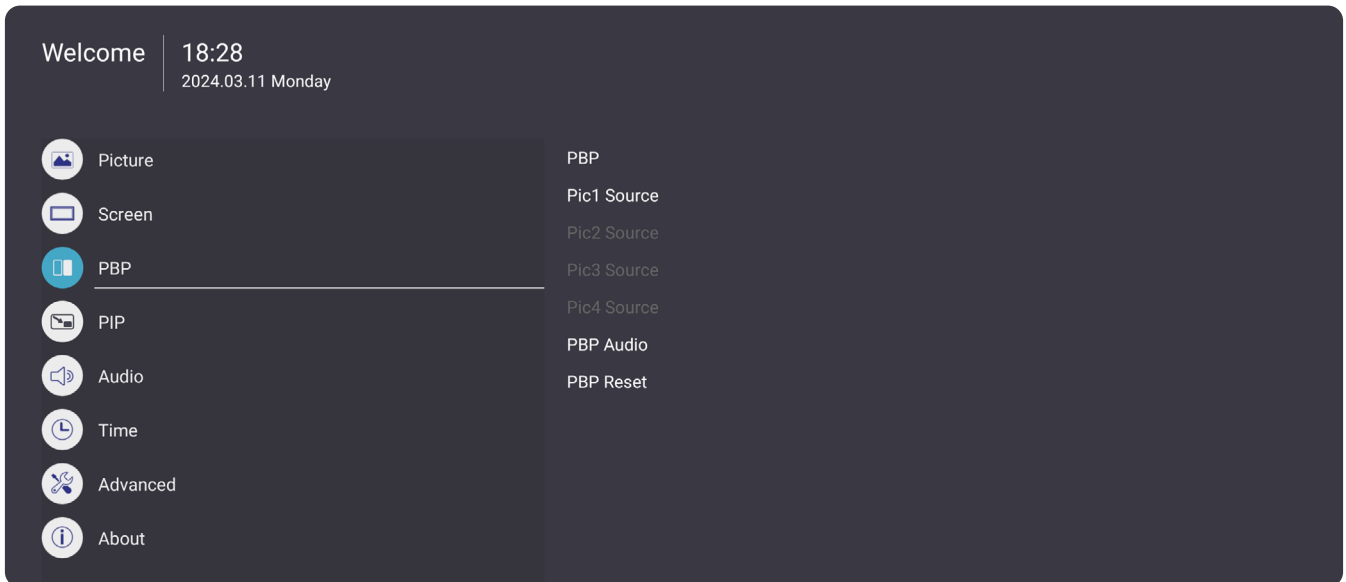 Welcome
18:28
2024.03.11 Monday
Picture
Screen
PBP
PIP
Audio
Time
Advanced
About
PBP
Pic1 Source
Pic2 Source
Pic3 Source
Pic4 Source
PBP Audio
PBP Reset